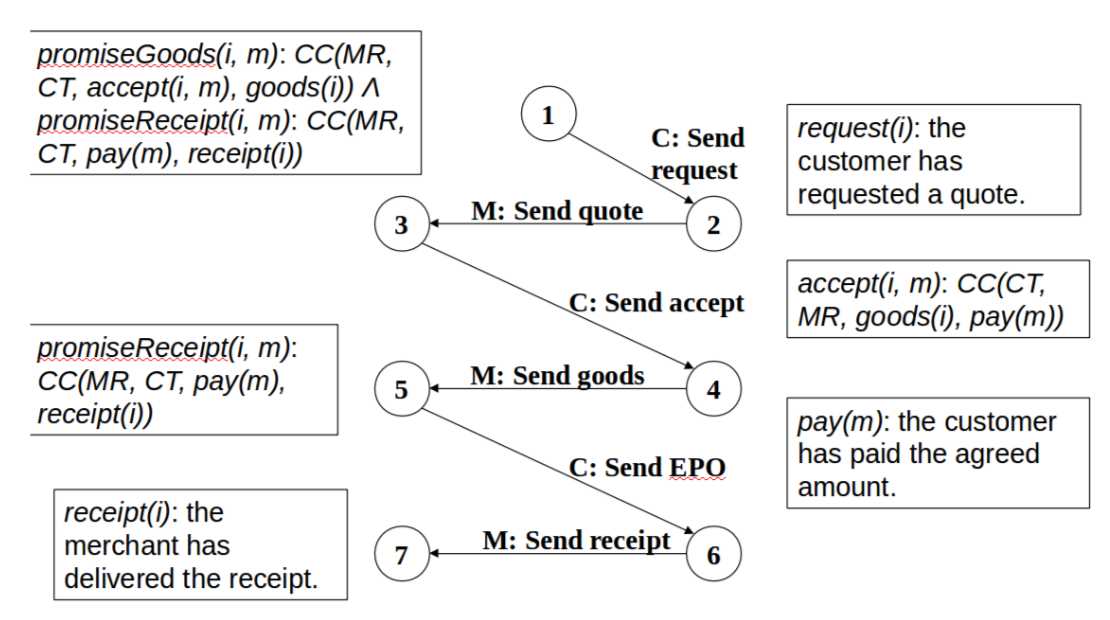 promiseGoods(i, m): CC(MR,
CT, accept(i, m), goods(i)) Λ
promiseReceipt(i, m): CC(MR,
CT, pay(m), receipt(i))
1
C: Send
request
request(i): the
customer has
requested a quote.
3
M: Send quote
2
accept(i, m): CC(CT,
MR, goods(i), pay(m))
C: Send accept
promiseReceipt(i, m):
CC(MR, CT, pay(m),
receipt(i))
5
M: Send goods
4
pay(m): the customer
has paid the agreed
amount.
C: Send EPO
receipt(i): the
merchant has
delivered the receipt.
7
M: Send receipt
6